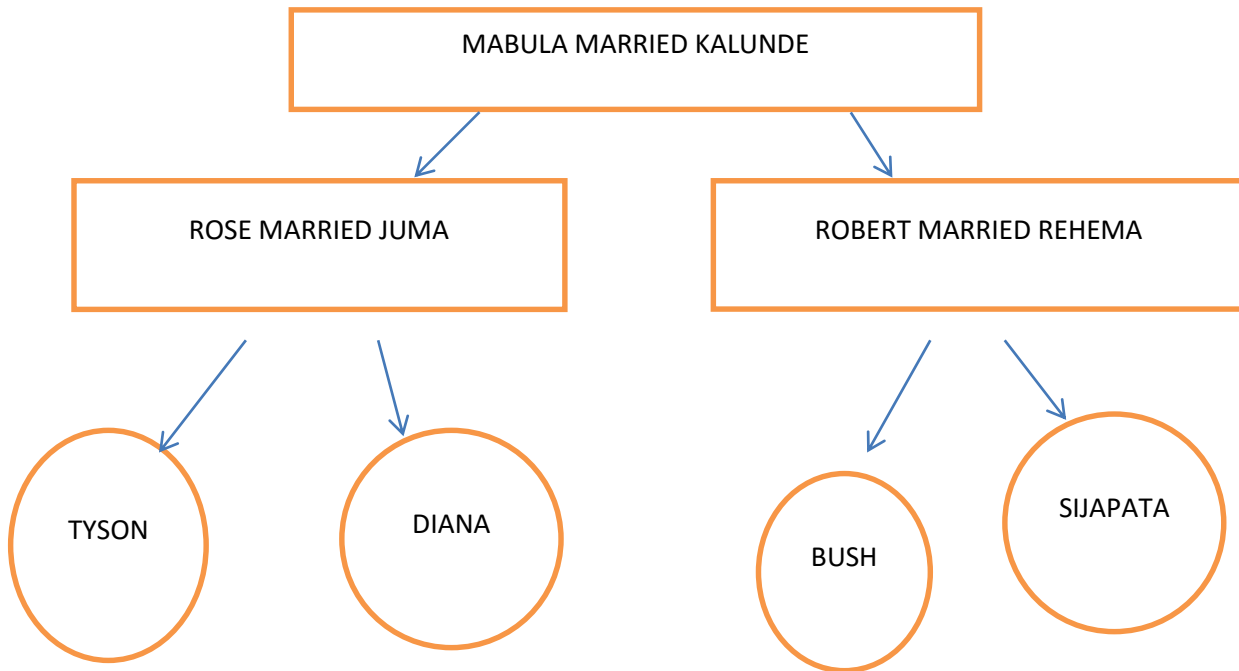 MABULA MARRIED KALUNDE
ROSE MARRIED JUMA
ROBERT MARRIED REHEMA
TYSON
DIANA
BUSH
SIJAPATA